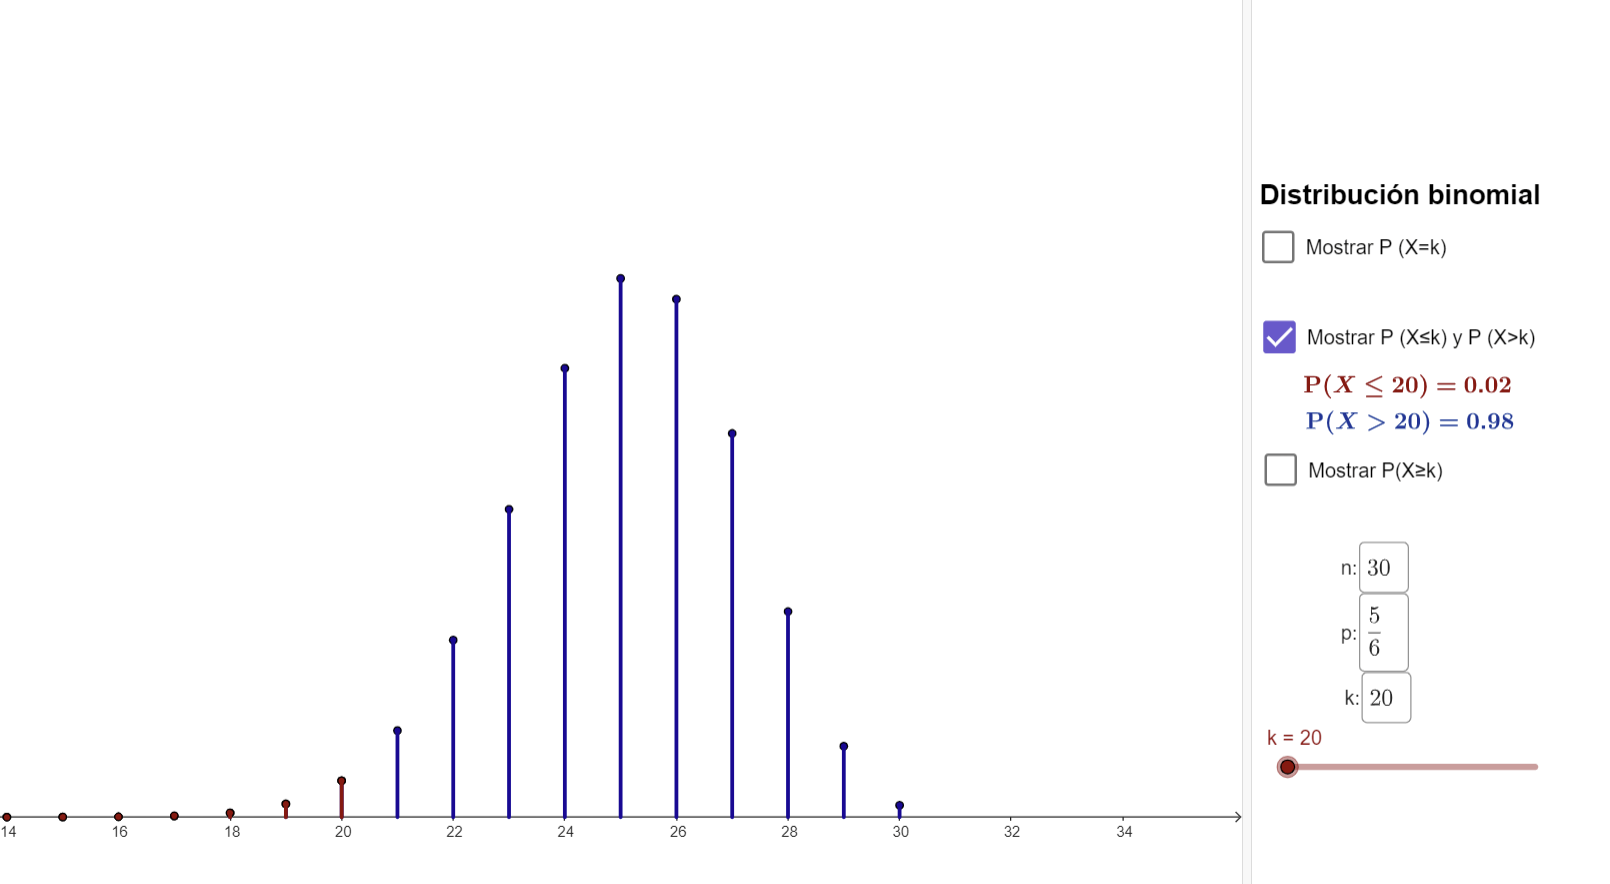 Distribución binomial
Mostrar P (X=k)
Mostrar P (X≤k) y P (X>k)
P(X ≤ 20) = 0.02
P(X > 20) = 0.98
Mostrar P(X≥k)
n: 30
p: 5/6
k: 20
k = 20
14 16 18 20 22 24 26 28 30 32 34